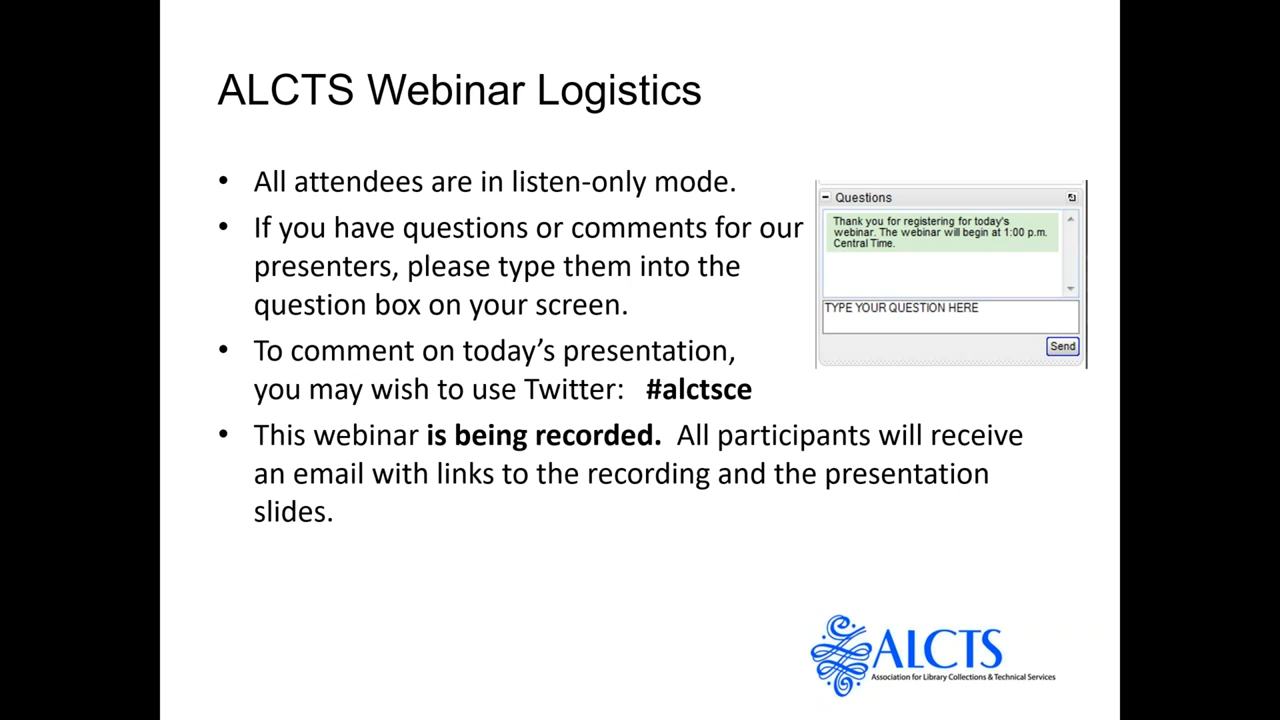 ALCTS Webinar Logistics
• All attendees are in listen-only mode.
• If you have questions or comments for our
presenters, please type them into the
question box on your screen.
• To comment on today’s presentation,
you may wish to use Twitter: #alctsce
• This webinar is being recorded. All participants will receive
an email with links to the recording and the presentation
slides.
Questions
Thank you for registering for today's
webinar. The webinar will begin at 1:00 p.m.
Central Time.
TYPE YOUR QUESTION HERE
Send
ALCTS
Association for Library Collections & Technical Services